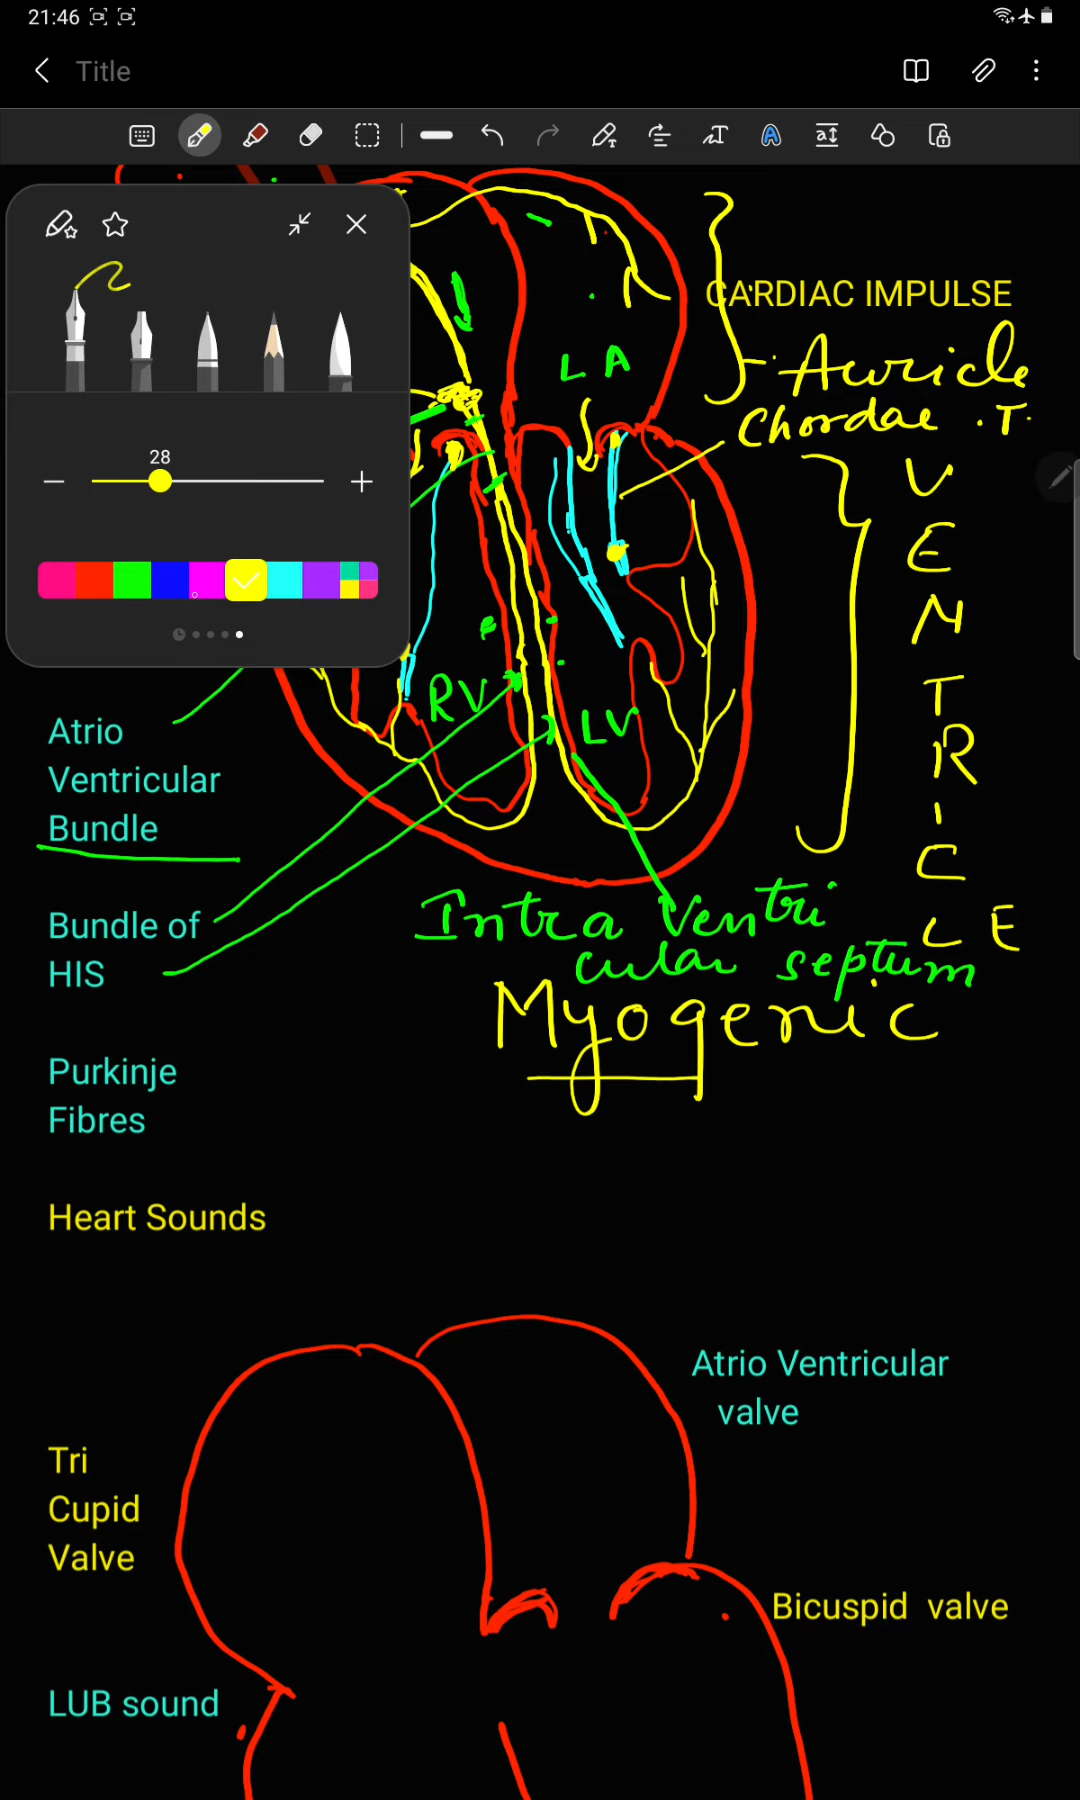 21:46
Title
CARDIAC IMPULSE
Auricle
Chordae . T.
L A
28
V
E
N
T
R
I
C
L E
RV
LV
Atrio
Ventricular
Bundle
Bundle of
HIS
Intra Ventri
cular septum
Myogenic
Purkinje
Fibres
Heart Sounds
Atrio Ventricular
valve
Tri
Cupid
Valve
Bicuspid valve
LUB sound